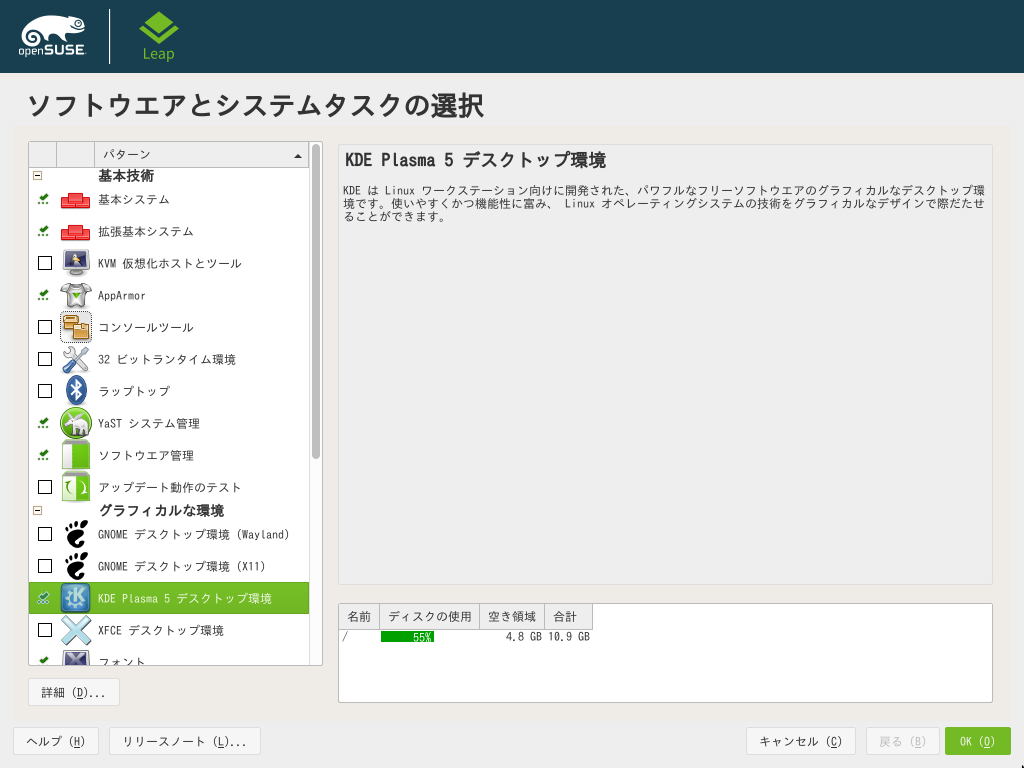 openSUSE
Leap
ソフトウエアとシステムタスクの選択
パターン
基本技術
基本システム
拡張基本システム
KVM 仮想化ホストとツール
AppArmor
コンソールツール
32 ビットランタイム環境
ラップトップ
YaST システム管理
ソフトウエア管理
アップデート動作のテスト
グラフィカルな環境
GNOME デスクトップ環境 (Wayland)
GNOME デスクトップ環境 (X11)
KDE Plasma 5 デスクトップ環境
XFCE デスクトップ環境
フォント
詳細 (D)...
KDE Plasma 5 デスクトップ環境
KDE は Linux ワークステーション向けに開発された、パワフルなフリーソフトウエアのグラフィカルなデスクトップ環
境です。使いやすくかつ機能性に富み、 Linux オペレーティングシステムの技術をグラフィカルなデザインで際だたせ
ることができます。
名前 ディスクの使用 空き領域 合計
/ 55% 4.8 GB 10.9 GB
ヘルプ (H) リリースノート (L)... キャンセル (C) 戻る (B) OK (O)